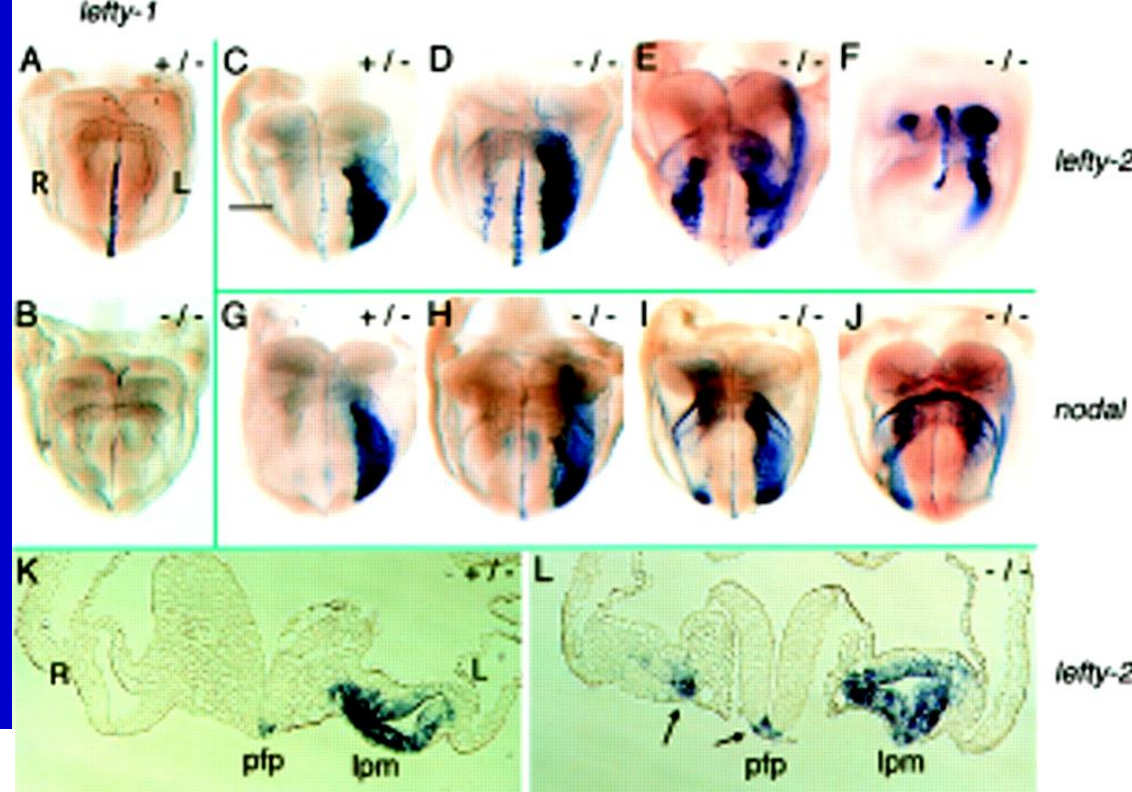 lefty-1
A +/- C +/- D -/- E -/- F -/-
R L
lefty-2
B -/- G +/- H -/- I -/- J -/-
nodal
K +/- L -/-
R L
lefty-2
pfp lpm pfp lpm